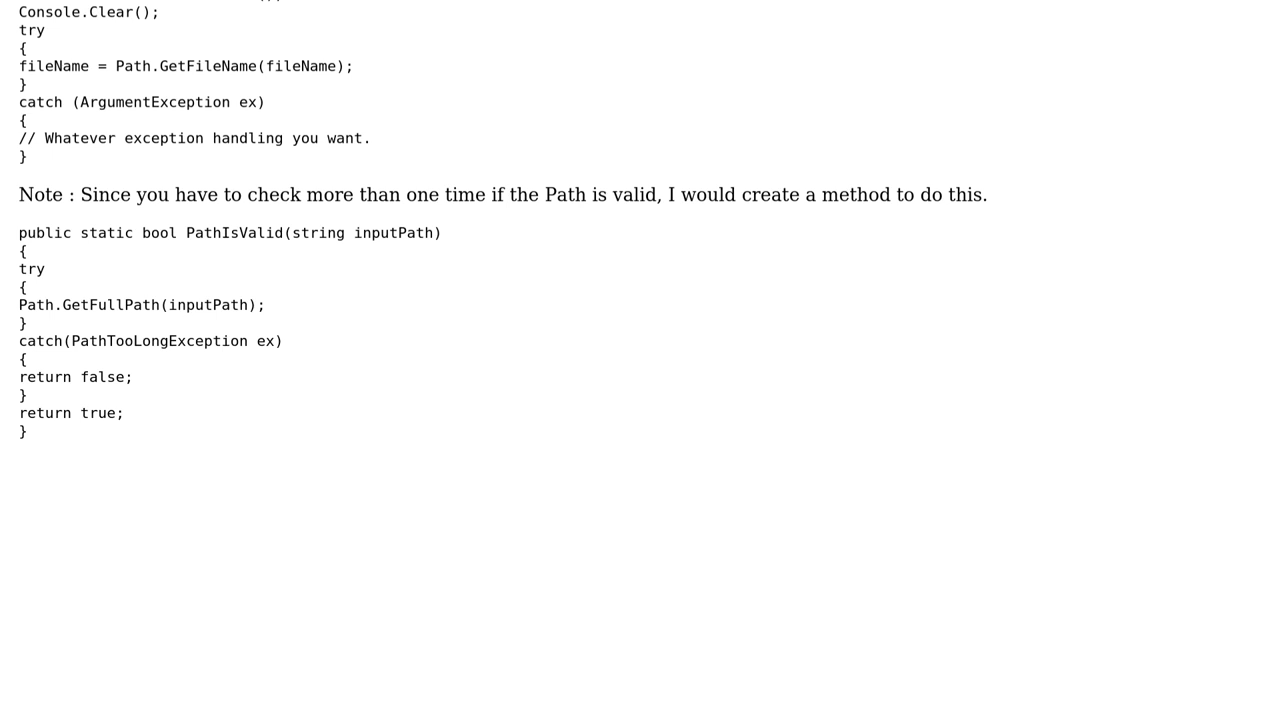 Console.Clear();
try
{
fileName = Path.GetFileName(fileName);
}
catch (ArgumentException ex)
{
// Whatever exception handling you want.
}
Note : Since you have to check more than one time if the Path is valid, I would create a method to do this.
public static bool PathIsValid(string inputPath)
{
try
{
Path.GetFullPath(inputPath);
}
catch(PathTooLongException ex)
{
return false;
}
return true;
}